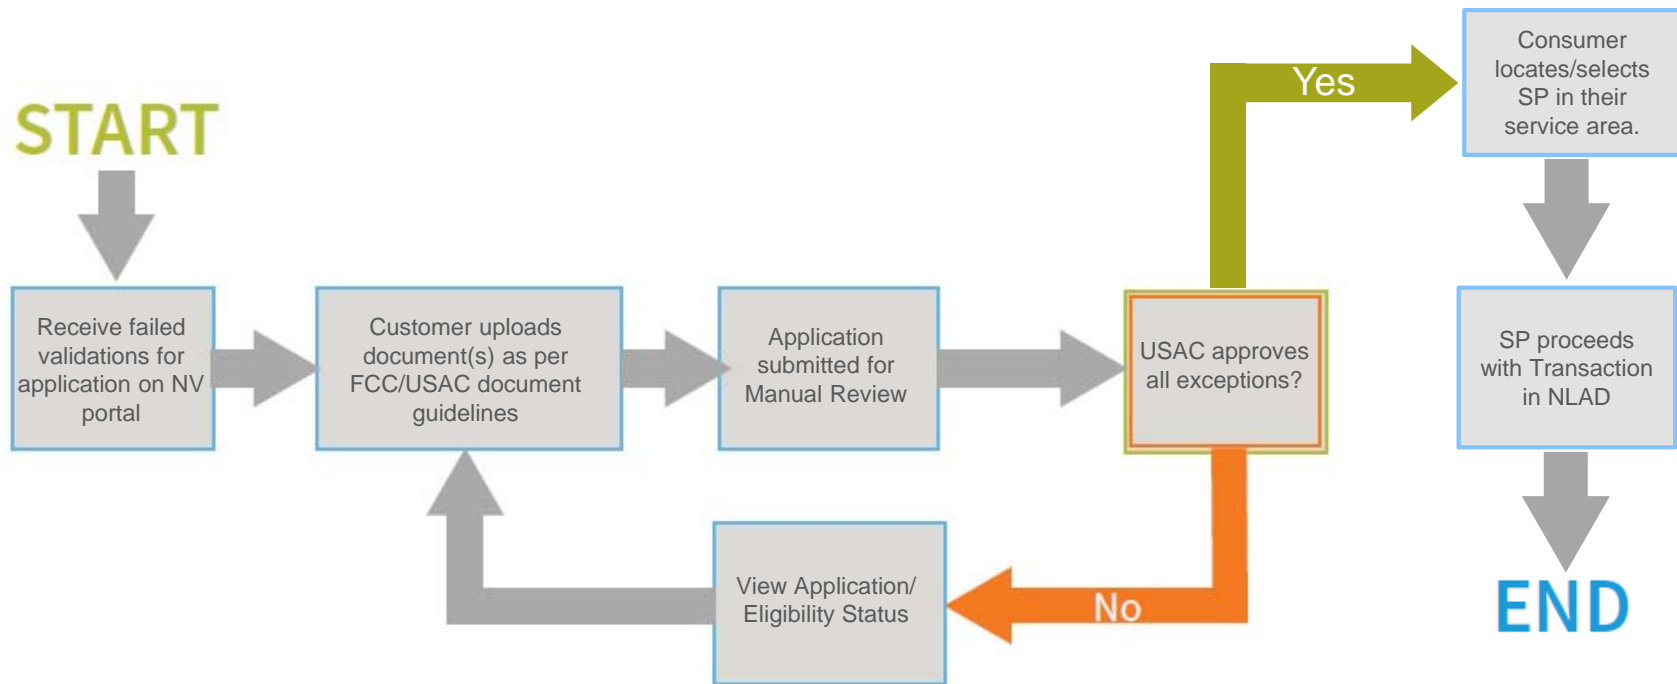 START
Receive failed
validations for
application on NV
portal
Customer uploads
document(s) as per
FCC/USAC document
guidelines
Application
submitted for
Manual Review
USAC approves
all exceptions?
Yes
Consumer
locates/selects
SP in their
service area.
SP proceeds
with Transaction
in NLAD
END
No
View Application/
Eligibility Status